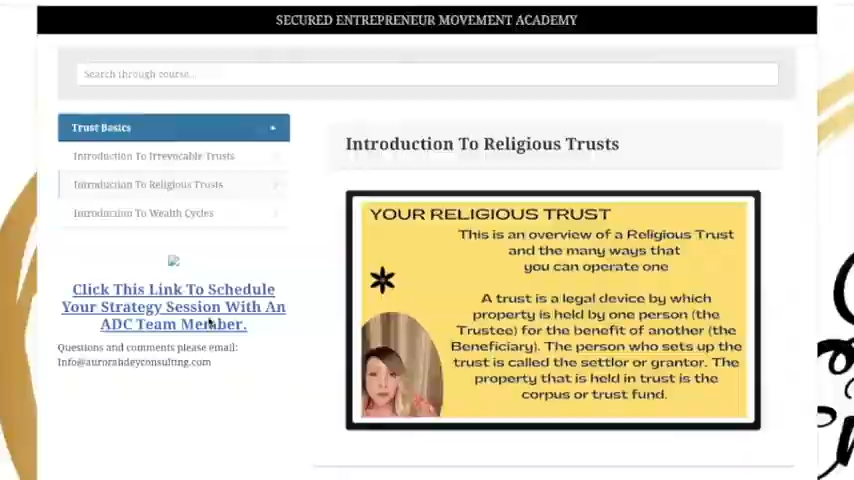 SECURED ENTREPRENEUR MOVEMENT ACADEMY
Search through course...
Trust Basics
Introduction To Irrevocable Trusts
Introduction To Religious Trusts
Introduction To Wealth Cycles
Click This Link To Schedule
Your Strategy Session With An
ADC Team Member.
Questions and comments please email:
Info@aurorahdeyconsulting.com
Introduction To Religious Trusts
YOUR RELIGIOUS TRUST
This is an overview of a Religious Trust
and the many ways that
you can operate one
A trust is a legal device by which
property is held by one person (the
Trustee) for the benefit of another (the
Beneficiary). The person who sets up the
trust is called the settlor or grantor. The
property that is held in trust is the
corpus or trust fund.